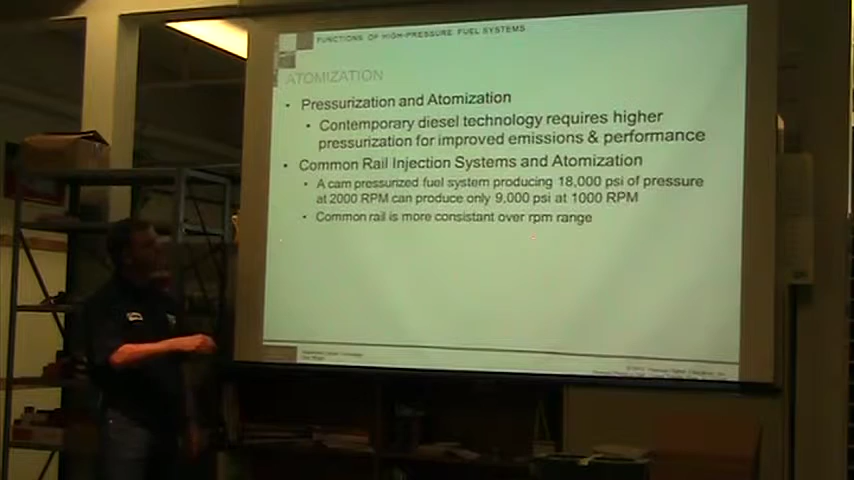 FUNCTIONS OF HIGH-PRESSURE FUEL SYSTEMS
ATOMIZATION
• Pressurization and Atomization
• Contemporary diesel technology requires higher
pressurization for improved emissions & performance
• Common Rail Injection Systems and Atomization
• A cam pressurized fuel system producing 18,000 psi of pressure
at 2000 RPM can produce only 9,000 psi at 1000 RPM
• Common rail is more consistant over rpm range